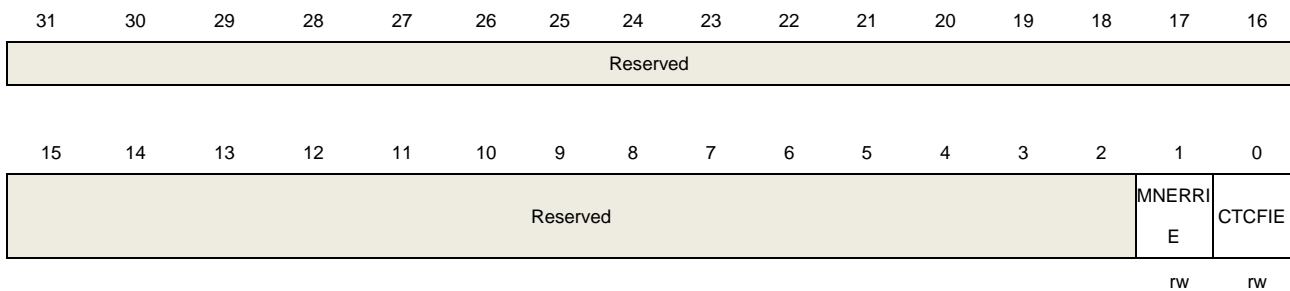 31 30 29 28 27 26 25 24 23 22 21 20 19 18 17 16
Reserved
15 14 13 12 11 10 9 8 7 6 5 4 3 2 1 0
Reserved
MNERRI
E
CTCFIE
rw rw